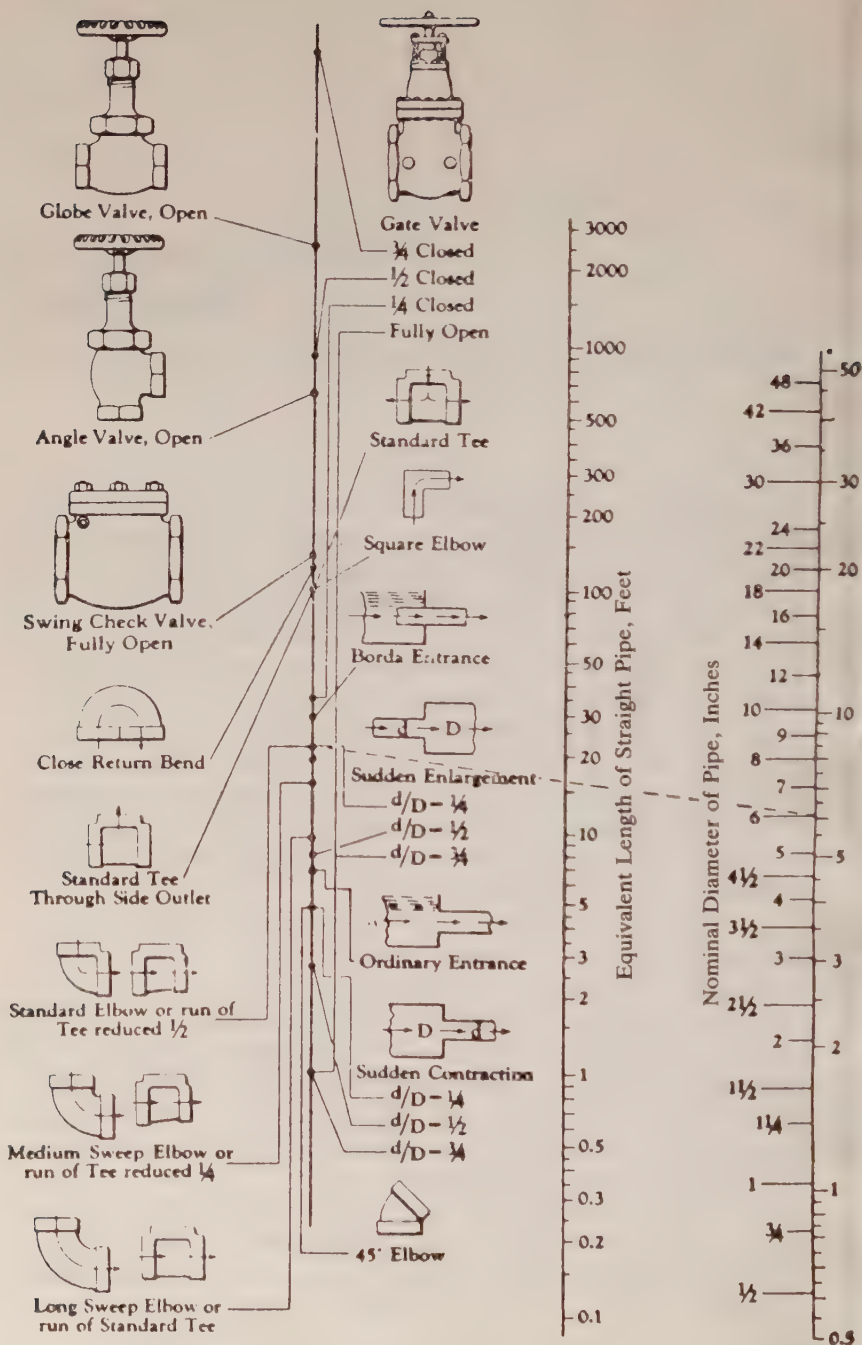 Globe Valve, Open
Angle Valve, Open
Swing Check Valve,
Fully Open
Close Return Bend
Standard Tee
Through Side Outlet
Standard Elbow or run of
Tee reduced ½
Medium Sweep Elbow or
run of Tee reduced ¼
Long Sweep Elbow or
run of Standard Tee
Gate Valve
¾ Closed
½ Closed
¼ Closed
Fully Open
Standard Tee
Square Elbow
Borda Entrance
d D
Sudden Enlargement
d/D - ¼
d/D - ½
d/D - ¾
Ordinary Entrance
D d
Sudden Contraction
d/D - ¼
d/D - ½
d/D - ¾
45° Elbow
3000
2000
1000
500
300
200
100
50
30
20
10
5
3
2
1
0.5
0.3
0.2
0.1
Equivalent Length of Straight Pipe, Feet
Nominal Diameter of Pipe, Inches
48
42
36
30
24
22
20
18
16
14
12
10
9
8
7
6
5
4½
4
3½
3
2½
2
1½
1¼
1
¾
½
50
30
20
10
5
3
2
1
0.5